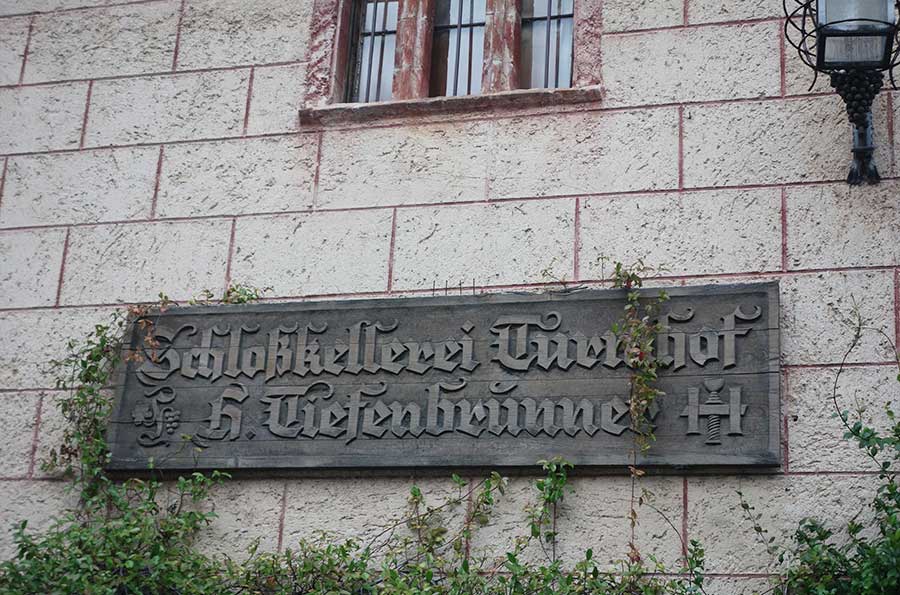 Schloßkellerei Turmhof
H. Tiefenbrunner